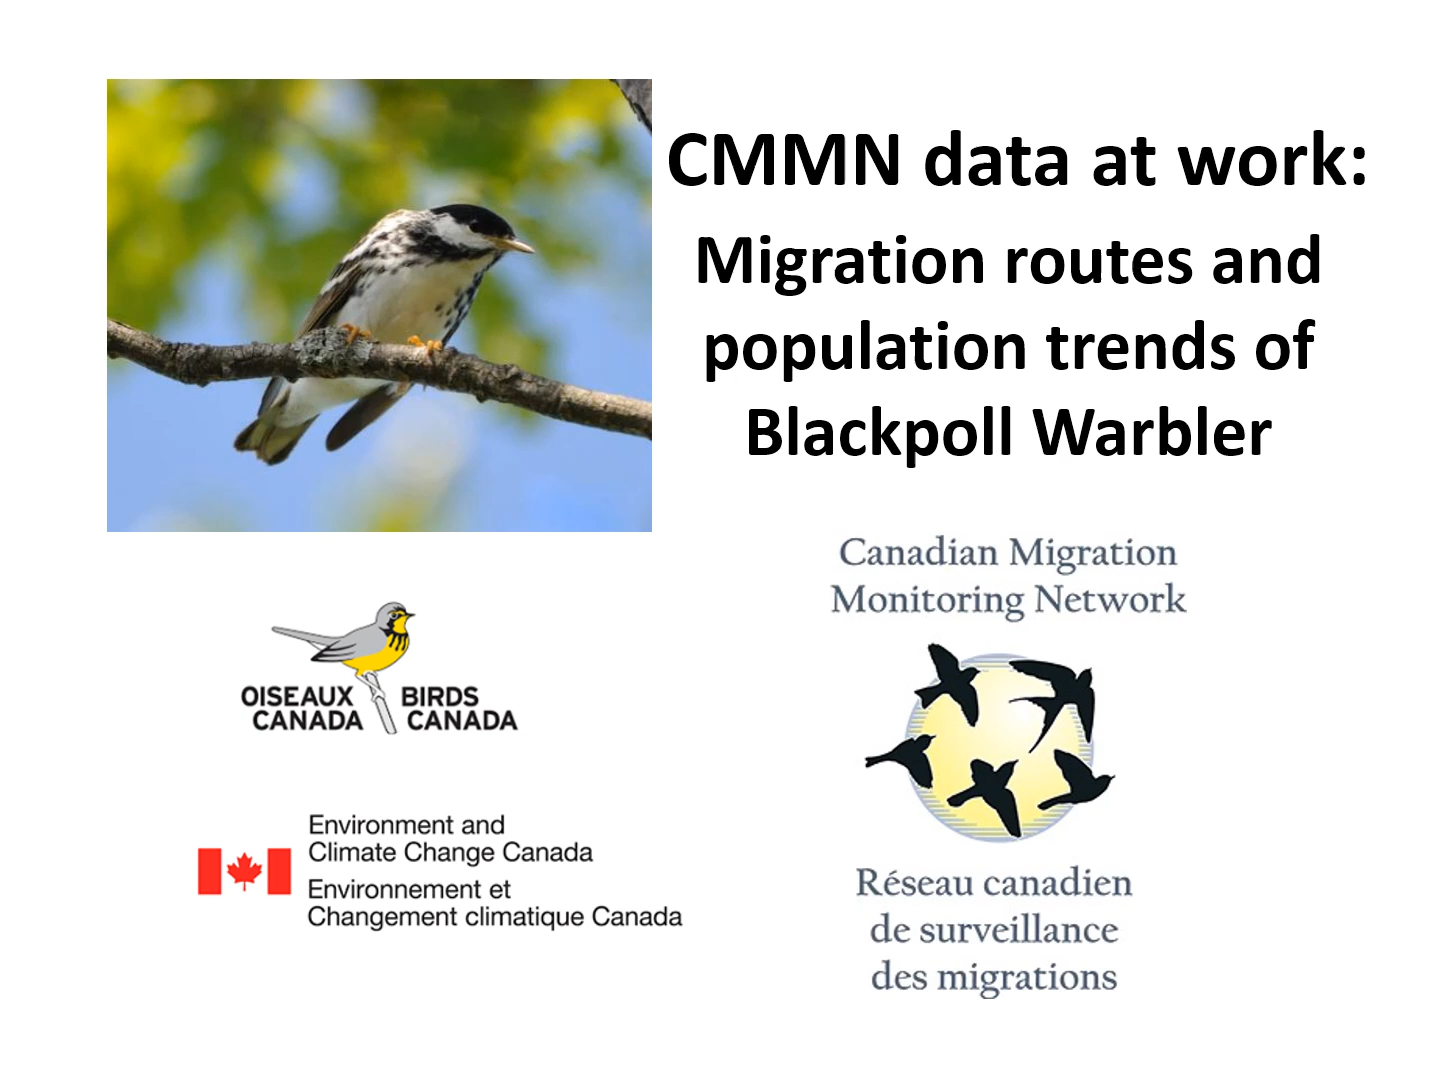 CMMN data at work:
Migration routes and
population trends of
Blackpoll Warbler
Canadian Migration
Monitoring Network
OISEAUX BIRDS
CANADA CANADA
Environment and
Climate Change Canada
Environnement et
Changement climatique Canada
Réseau canadien
de surveillance
des migrations